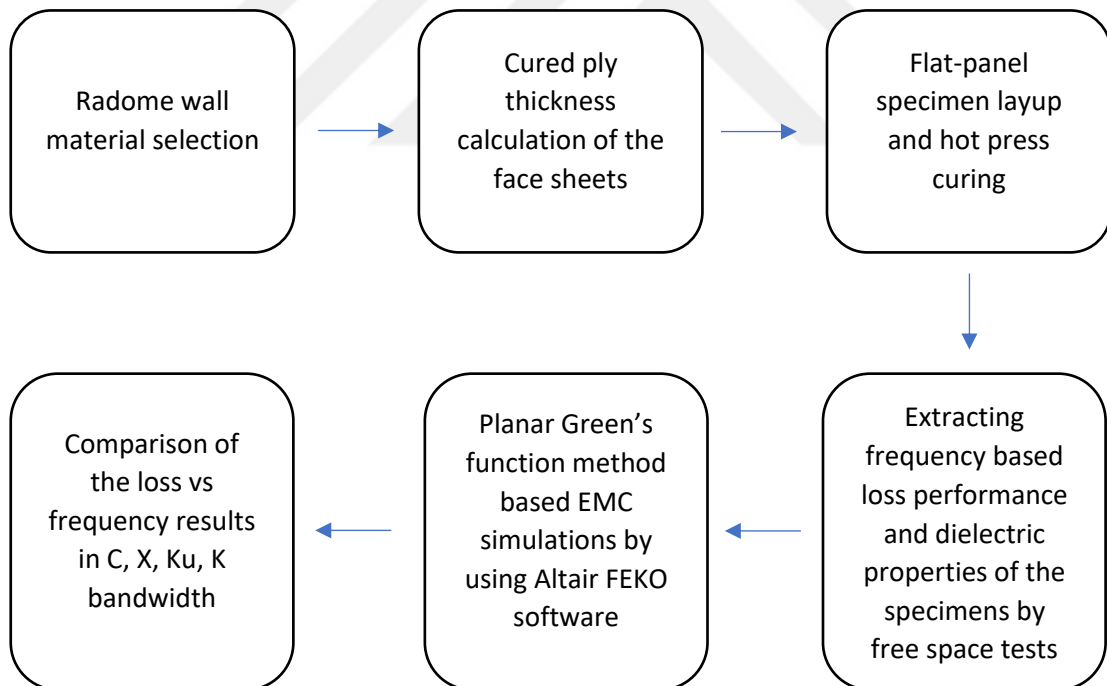 Radome wall
material selection
Cured ply
thickness
calculation of the
face sheets
Flat-panel
specimen layup
and hot press
curing
Extracting
frequency based
loss performance
and dielectric
properties of the
specimens by
free space tests
Planar Green’s
function method
based EMC
simulations by
using Altair FEKO
software
Comparison of
the loss vs
frequency results
in C, X, Ku, K
bandwidth